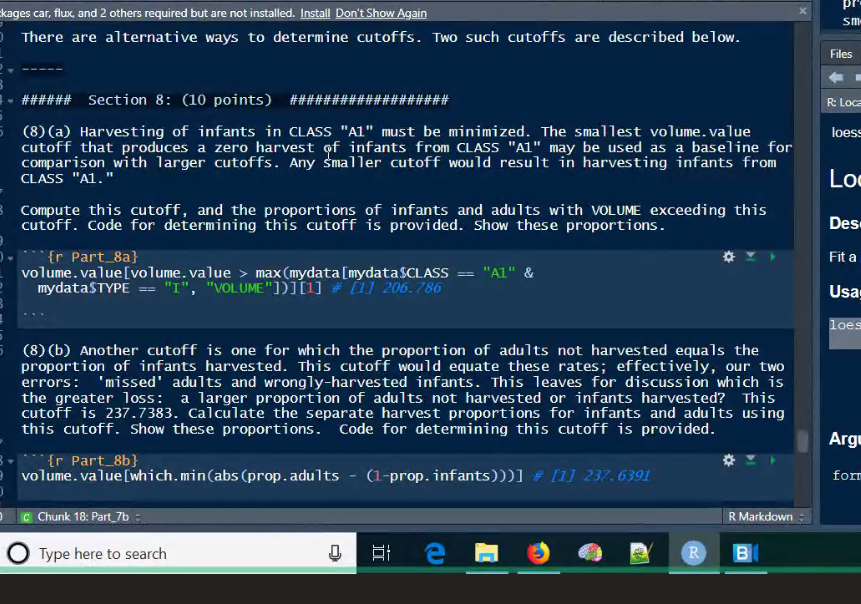 ckages car, flux, and 2 others required but are not installed. Install Don't Show Again
There are alternative ways to determine cutoffs. Two such cutoffs are described below.
-----
###### Section 8: (10 points) ##################
(8)(a) Harvesting of infants in CLASS "A1" must be minimized. The smallest volume.value
cutoff that produces a zero harvest of infants from CLASS "A1" may be used as a baseline for
comparison with larger cutoffs. Any smaller cutoff would result in harvesting infants from
CLASS "A1."
Compute this cutoff, and the proportions of infants and adults with VOLUME exceeding this
cutoff. Code for determining this cutoff is provided. Show these proportions.
```{r Part_8a}
volume.value[volume.value > max(mydata[mydata$CLASS == "A1" &
mydata$TYPE == "I", "VOLUME"])][1] # [1] 206.786
```
(8)(b) Another cutoff is one for which the proportion of adults not harvested equals the
proportion of infants harvested. This cutoff would equate these rates; effectively, our two
errors: 'missed' adults and wrongly-harvested infants. This leaves for discussion which is
the greater loss: a larger proportion of adults not harvested or infants harvested? This
cutoff is 237.7383. Calculate the separate harvest proportions for infants and adults using
this cutoff. Show these proportions. Code for determining this cutoff is provided.
```{r Part_8b}
volume.value[which.min(abs(prop.adults - (1-prop.infants)))] # [1] 237.6391
C Chunk 18: Part_7b
R Markdown
pr
smo
Files
R: Loca
loess
Loc
Desc
Fit a
Usag
loes
Argu
form
Type here to search
R
B